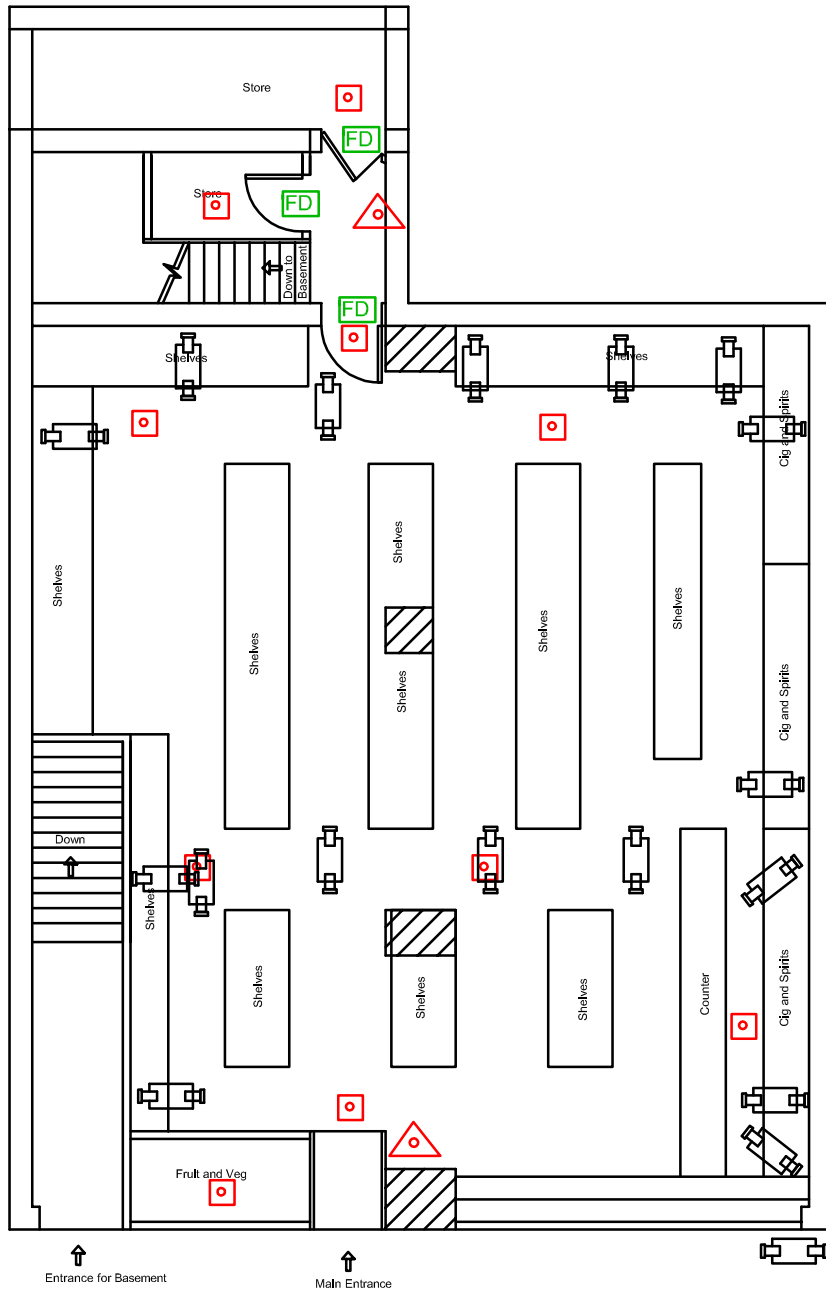 Store
FD
Store
FD
Down to
Basement
FD
Shelves
Shelves
Cig and Spirits
Shelves
Shelves
Shelves
Shelves
Shelves
Shelves
Cig and Spirits
Down
Shelves
Shelves
Shelves
Shelves
Counter
Cig and Spirits
Fruit and Veg
Entrance for Basement
Main Entrance